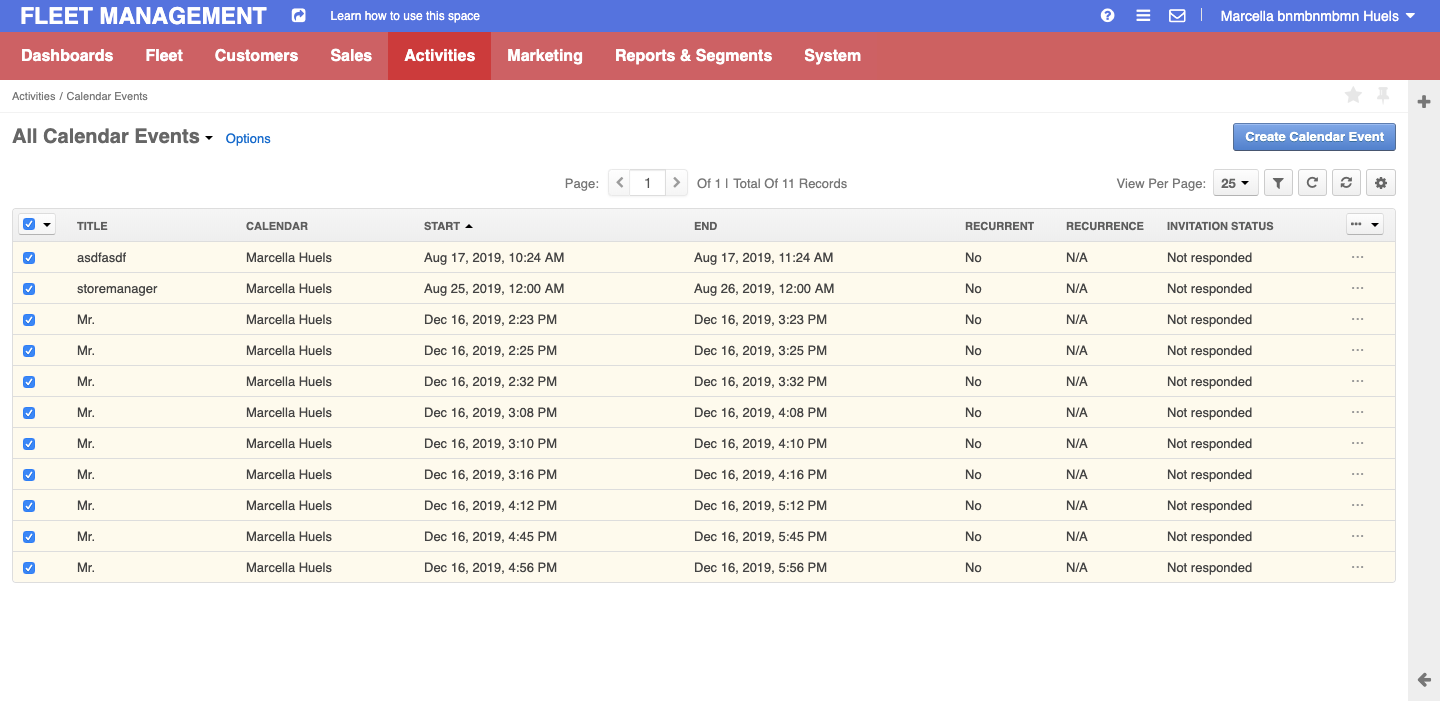 FLEET MANAGEMENT Learn how to use this space Marcella bnmbnmbmn Huels
Dashboards Fleet Customers Sales Activities Marketing Reports & Segments System
Activities / Calendar Events
All Calendar Events Options Create Calendar Event
Page: 1 Of 1 | Total Of 11 Records View Per Page: 25
TITLE CALENDAR START END RECURRENT RECURRENCE INVITATION STATUS
asdfasdf Marcella Huels Aug 17, 2019, 10:24 AM Aug 17, 2019, 11:24 AM No N/A Not responded
storemanager Marcella Huels Aug 25, 2019, 12:00 AM Aug 26, 2019, 12:00 AM No N/A Not responded
Mr. Marcella Huels Dec 16, 2019, 2:23 PM Dec 16, 2019, 3:23 PM No N/A Not responded
Mr. Marcella Huels Dec 16, 2019, 2:25 PM Dec 16, 2019, 3:25 PM No N/A Not responded
Mr. Marcella Huels Dec 16, 2019, 2:32 PM Dec 16, 2019, 3:32 PM No N/A Not responded
Mr. Marcella Huels Dec 16, 2019, 3:08 PM Dec 16, 2019, 4:08 PM No N/A Not responded
Mr. Marcella Huels Dec 16, 2019, 3:10 PM Dec 16, 2019, 4:10 PM No N/A Not responded
Mr. Marcella Huels Dec 16, 2019, 3:16 PM Dec 16, 2019, 4:16 PM No N/A Not responded
Mr. Marcella Huels Dec 16, 2019, 4:12 PM Dec 16, 2019, 5:12 PM No N/A Not responded
Mr. Marcella Huels Dec 16, 2019, 4:45 PM Dec 16, 2019, 5:45 PM No N/A Not responded
Mr. Marcella Huels Dec 16, 2019, 4:56 PM Dec 16, 2019, 5:56 PM No N/A Not responded